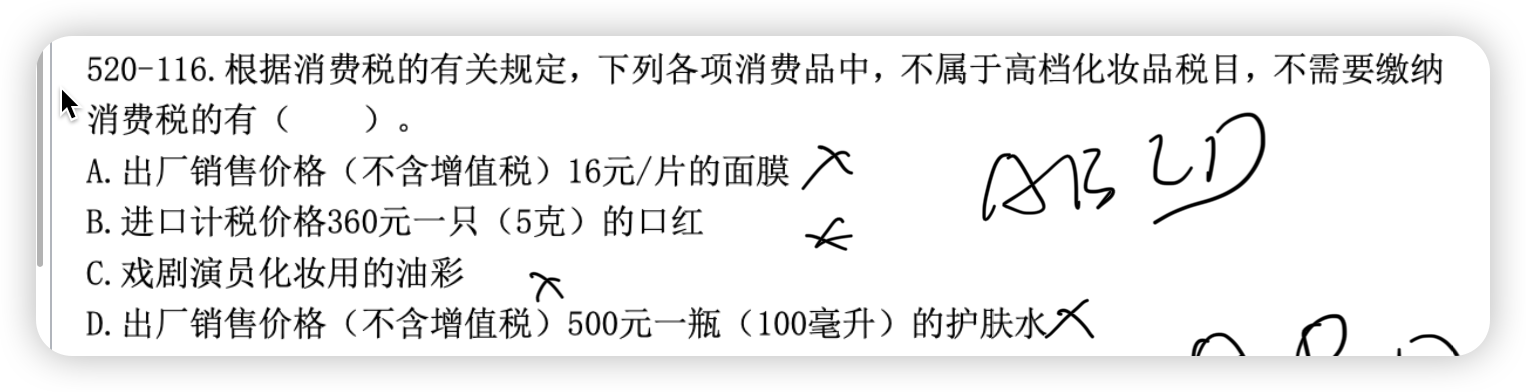 520-116.根据消费税的有关规定，下列各项消费品中，不属于高档化妆品税目，不需要缴纳
消费税的有（　　）。
A.出厂销售价格（不含增值税）16元/片的面膜 ×
B.进口计税价格360元一只（5克）的口红
C.戏剧演员化妆用的油彩 ×
D.出厂销售价格（不含增值税）500元一瓶（100毫升）的护肤水 ×
ABCD